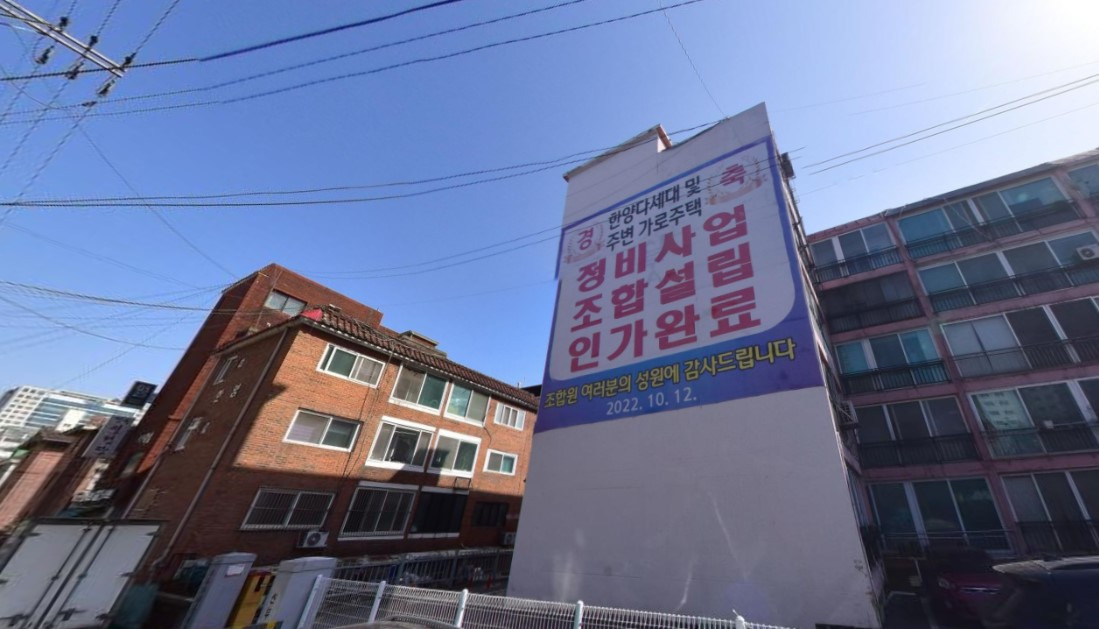 경 한양다세대 및 축
주변 가로주택
정비사업
조합설립
인가완료
조합원 여러분의 성원에 감사드립니다
2022. 10. 12.